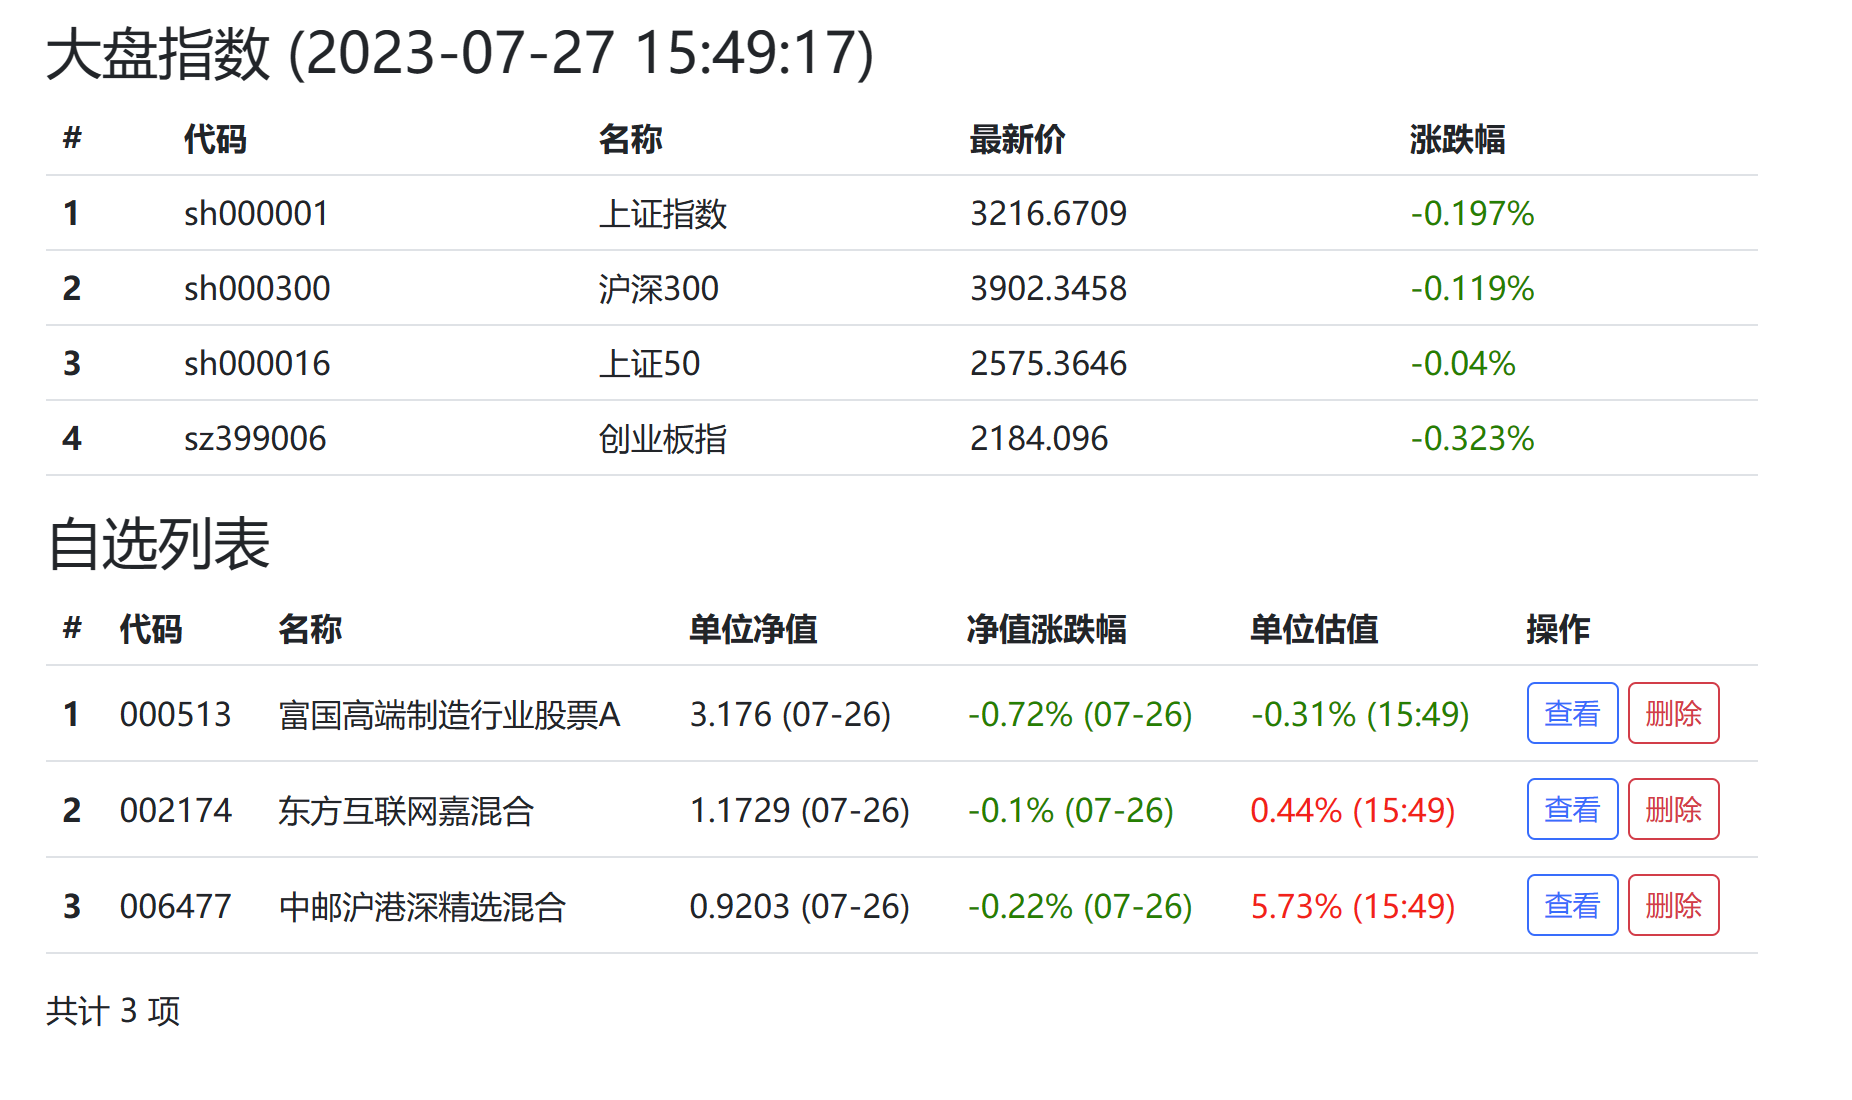 大盘指数 (2023-07-27 15:49:17)
# 代码 名称 最新价 涨跌幅
1 sh000001 上证指数 3216.6709 -0.197%
2 sh000300 沪深300 3902.3458 -0.119%
3 sh000016 上证50 2575.3646 -0.04%
4 sz399006 创业板指 2184.096 -0.323%
自选列表
# 代码 名称 单位净值 净值涨跌幅 单位估值 操作
1 000513 富国高端制造行业股票A 3.176 (07-26) -0.72% (07-26) -0.31% (15:49) 查看 删除
2 002174 东方互联网嘉混合 1.1729 (07-26) -0.1% (07-26) 0.44% (15:49) 查看 删除
3 006477 中邮沪港深精选混合 0.9203 (07-26) -0.22% (07-26) 5.73% (15:49) 查看 删除
共计 3 项